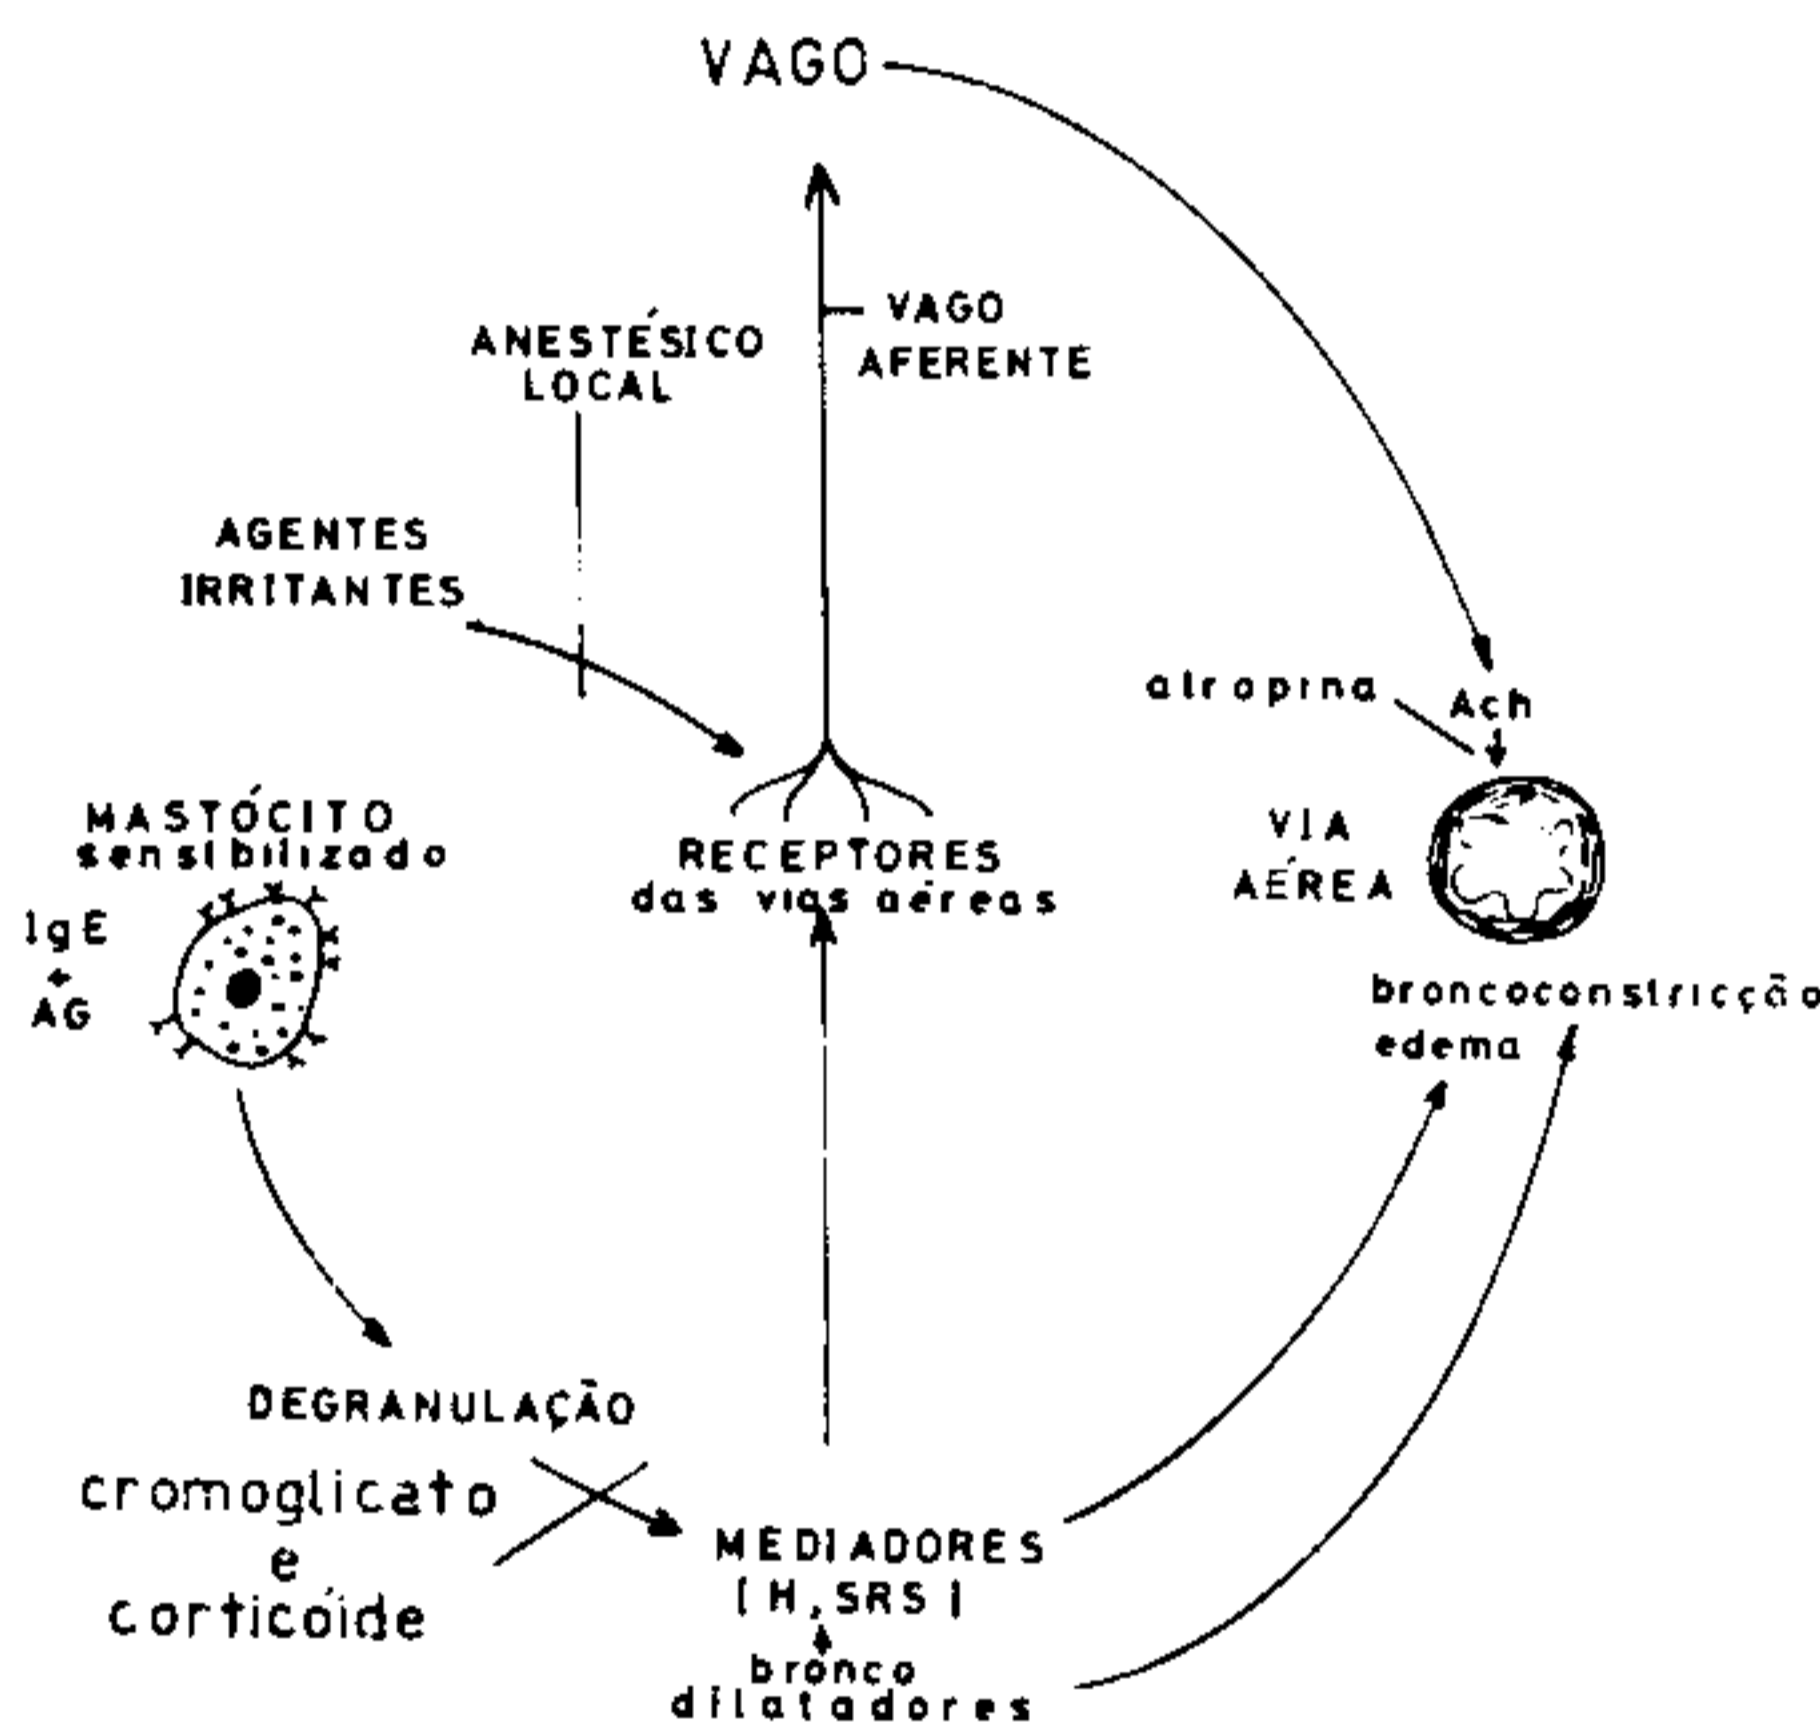 VAGO
VAGO
AFERENTE
ANESTÉSICO
LOCAL
AGENTES
IRRITANTES
atropina
Ach
MASTÓCITO
sensibilizado
IgE
+
AG
RECEPTORES
das vias aéreas
VIA
AÉREA
broncoconstricção
edema
DEGRANULAÇÃO
cromoglicato
e
corticóide
MEDIADORES
(H, SRS)
bronco
dilatadores